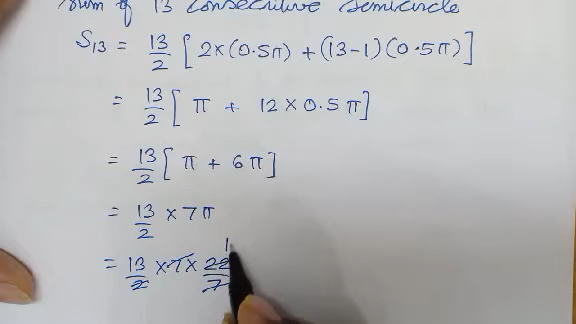 Sum of 13 consecutive semicircle
S₁₃ = 13/2 [ 2×(0.5π) + (13-1)(0.5π) ]
= 13/2 [ π + 12 × 0.5π ]
= 13/2 [ π + 6π ]
= 13/2 × 7π
= 13/2 × 7 × 22/7 1